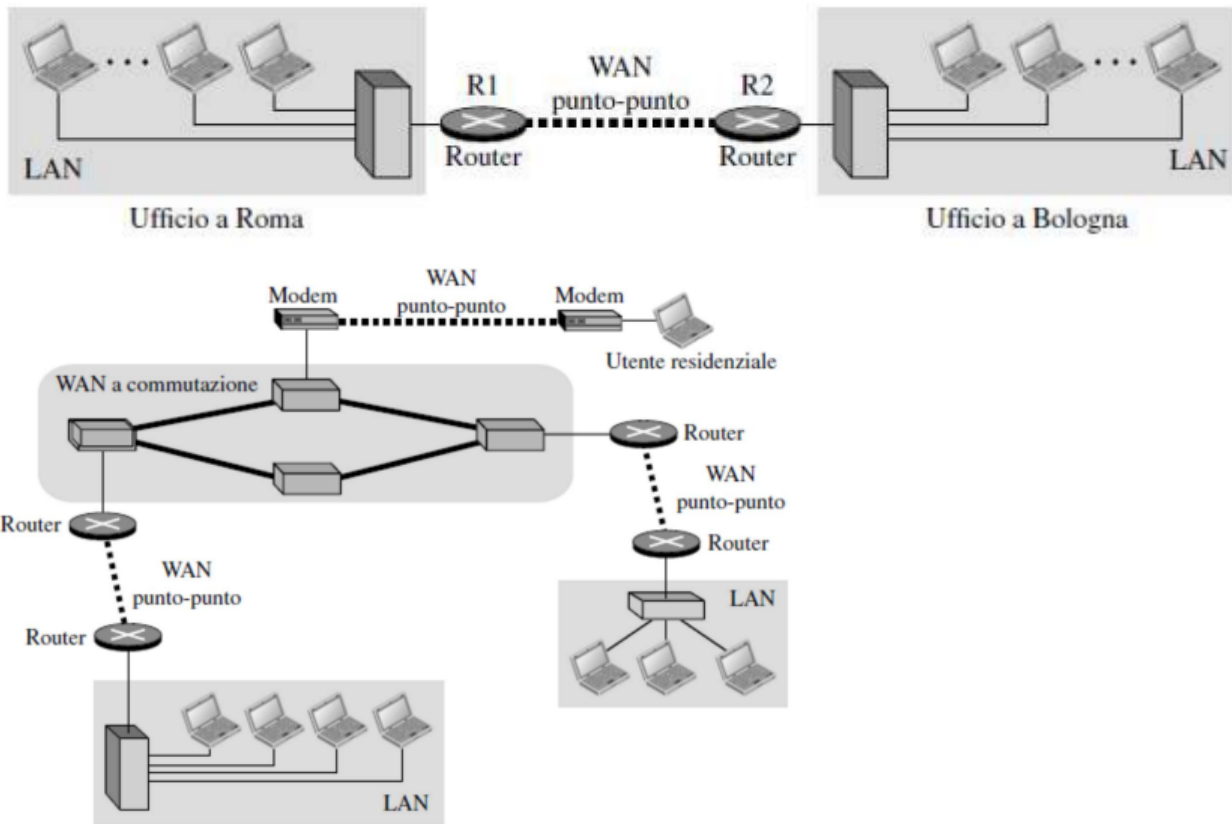 R1
WAN
punto-punto
R2
Router
Router
LAN
LAN
Ufficio a Roma
Ufficio a Bologna
WAN
punto-punto
Modem
Modem
Utente residenziale
WAN a commutazione
Router
WAN
punto-punto
Router
Router
WAN
punto-punto
Router
LAN
LAN